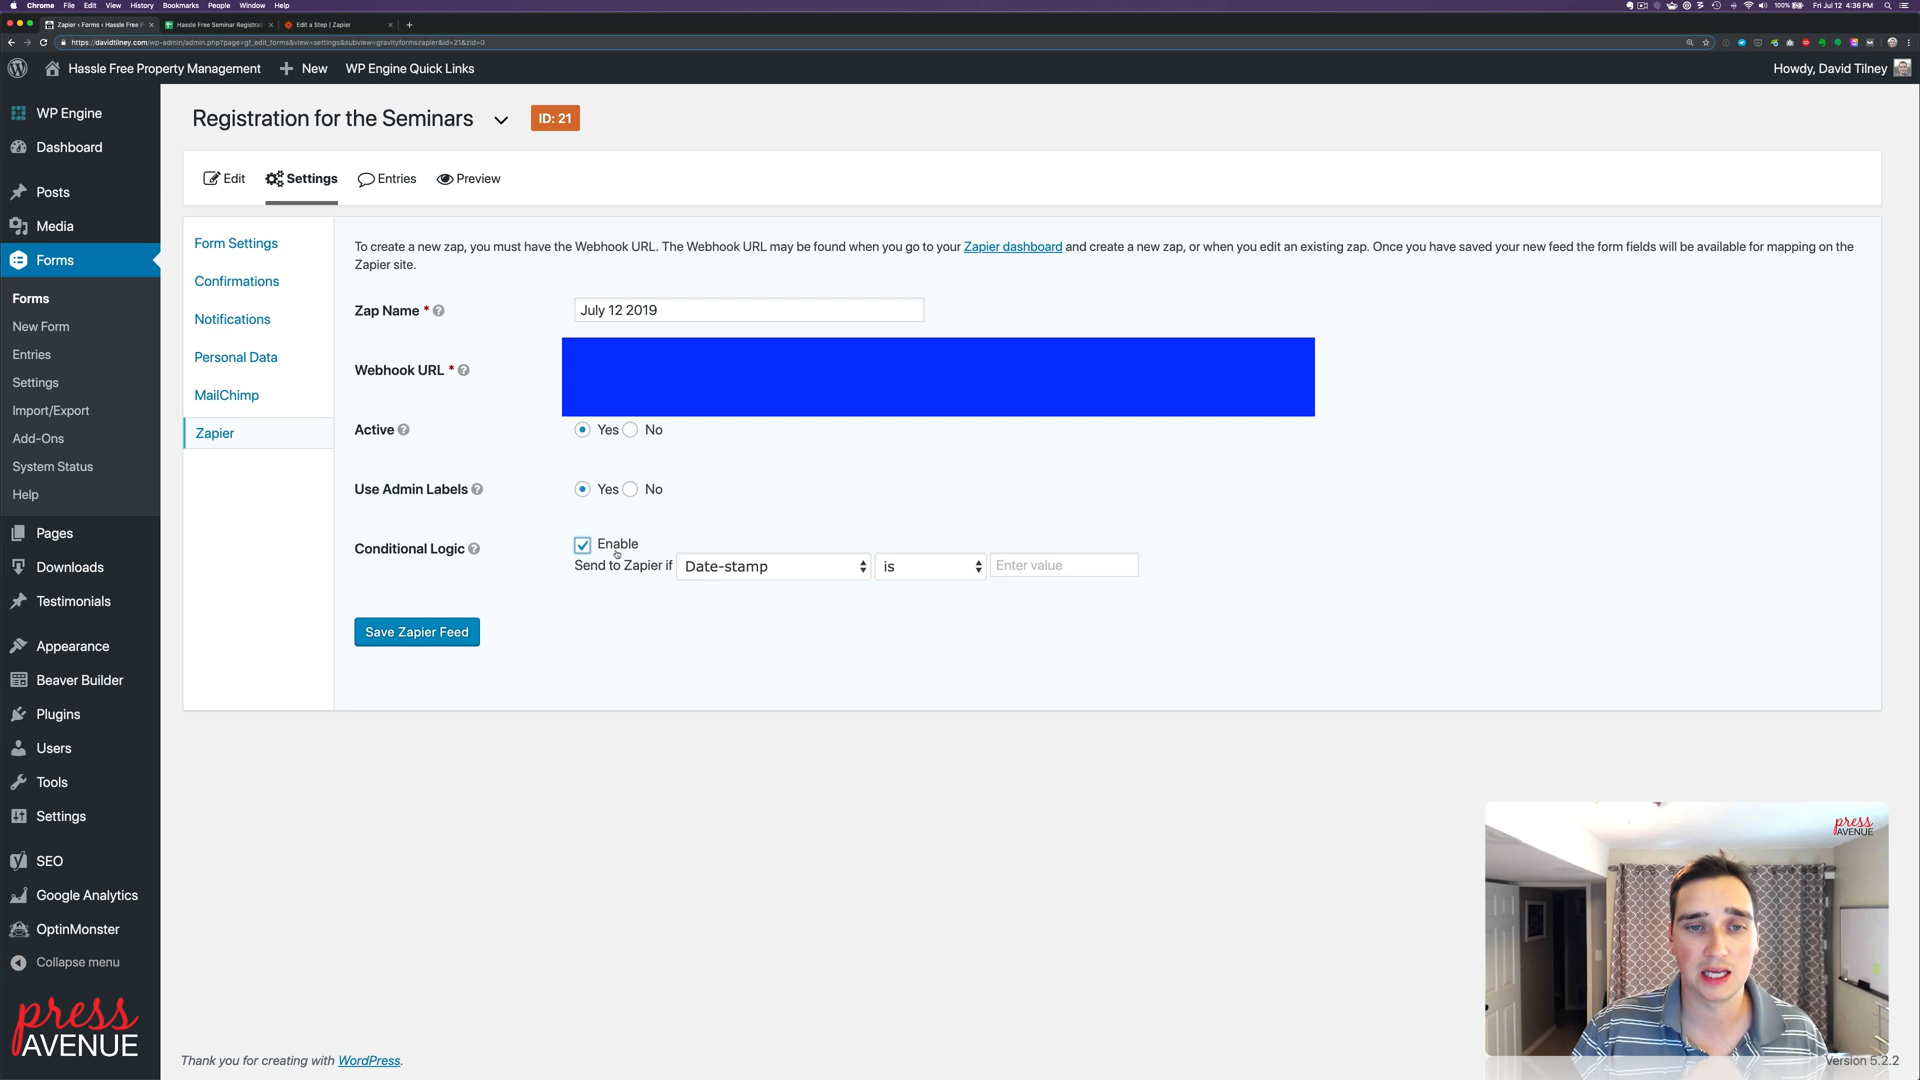 Chrome File Edit View History Bookmarks People Window Help
100% Fri Jul 12 4:36 PM
Zapier ‹ Forms ‹ Hassle Free P
Hassle Free Seminar Registrat
Edit a Step | Zapier
https://davidtilney.com/wp-admin/admin.php?page=gf_edit_forms&view=settings&subview=gravityformszapier&id=21&zid=0
Hassle Free Property Management
New
WP Engine Quick Links
Howdy, David Tilney
WP Engine
Dashboard
Posts
Media
Forms
Forms
New Form
Entries
Settings
Import/Export
Add-Ons
System Status
Help
Pages
Downloads
Testimonials
Appearance
Beaver Builder
Plugins
Users
Tools
Settings
SEO
Google Analytics
OptinMonster
Collapse menu
press
AVENUE
Registration for the Seminars
ID: 21
Edit
Settings
Entries
Preview
Form Settings
Confirmations
Notifications
Personal Data
MailChimp
Zapier
To create a new zap, you must have the Webhook URL. The Webhook URL may be found when you go to your Zapier dashboard and create a new zap, or when you edit an existing zap. Once you have saved your new feed the form fields will be available for mapping on the
Zapier site.
Zap Name * ?
July 12 2019
Webhook URL * ?
Active ?
Yes No
Use Admin Labels ?
Yes No
Conditional Logic ?
Enable
Send to Zapier if Date-stamp is Enter value
Save Zapier Feed
press
AVENUE
Thank you for creating with WordPress.
Version 5.2.2